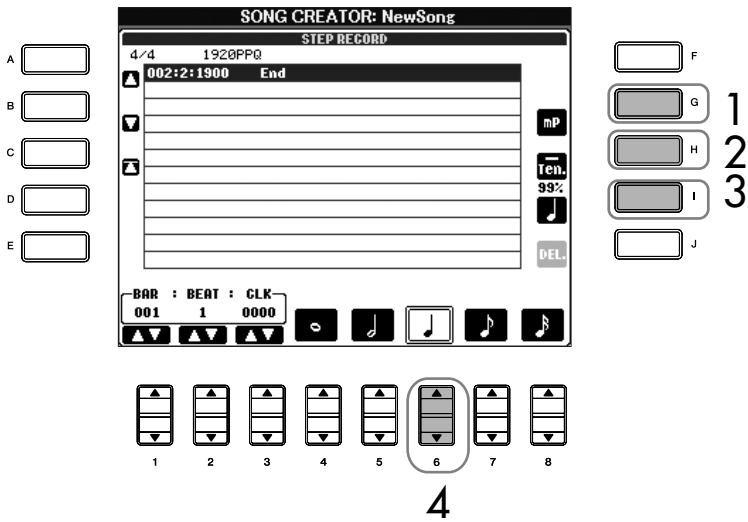 SONG CREATOR: NewSong
STEP RECORD
4/4 1920PPQ
002:2:1900 End
A
B
C
D
E
F
G 1
H 2
I 3
J
mP
Ten.
99%
DEL.
BAR : BEAT : CLK
001 1 0000
1 2 3 4 5 6 7 8
4